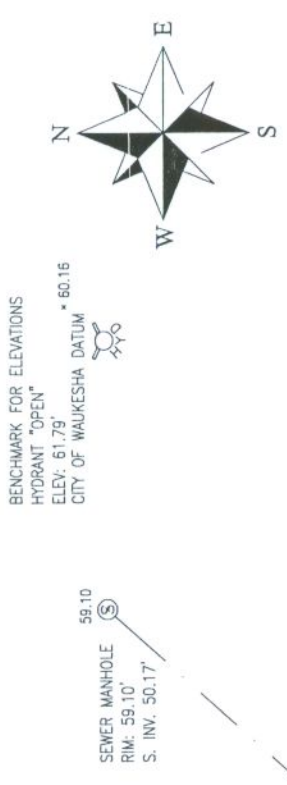 BENCHMARK FOR ELEVATIONS
HYDRANT "OPEN"
ELEV: 61.79'
CITY OF WAUKESHA DATUM
× 60.16
HYD
N
W
E
S
59.10
S
SEWER MANHOLE
RIM: 59.10'
S. INV. 50.17'